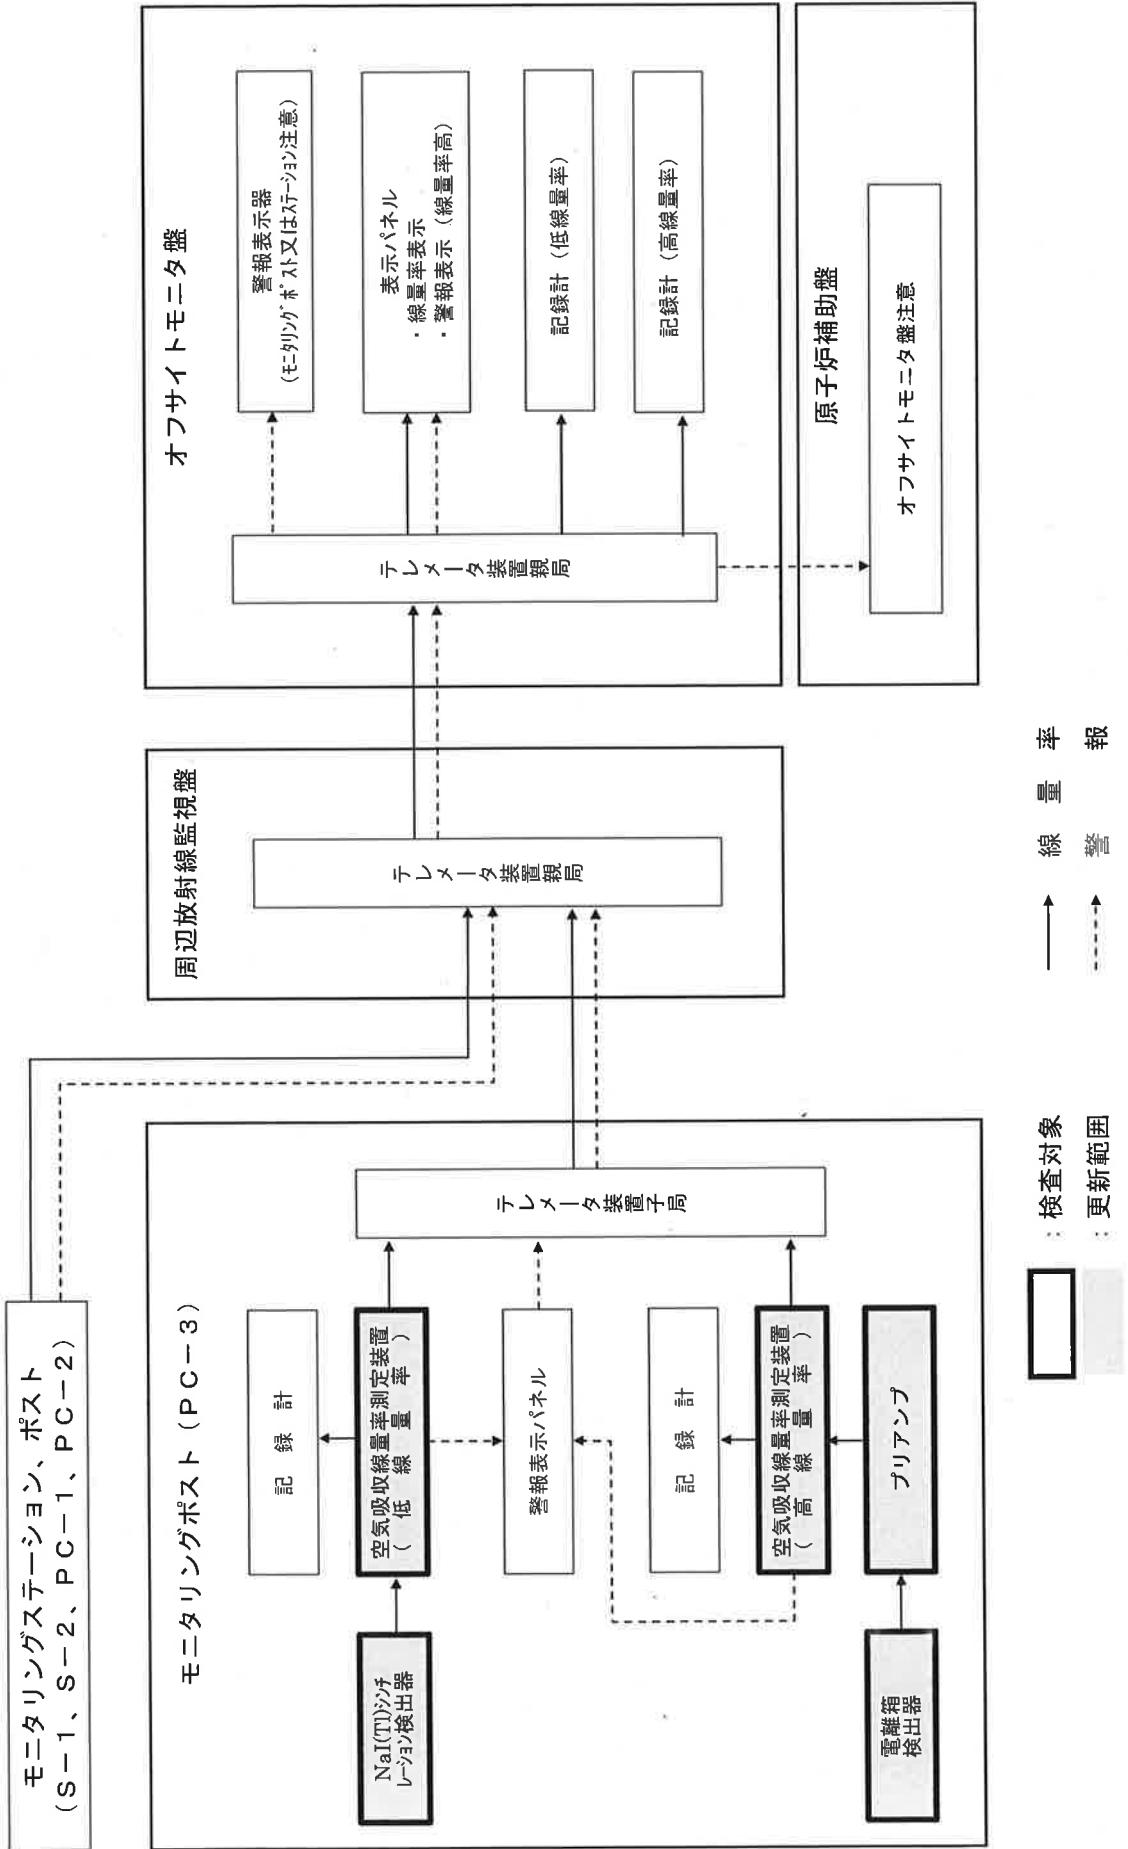 モニタリングステーション、ポスト
(S－1、S－2、PC－1、PC－2)
モニタリングポスト（PC－3）
NaI(Tl)シンチ
レーション検出器
記録計
空気吸収線量率測定装置
（低線量率）
警報表示パネル
記録計
空気吸収線量率測定装置
（高線量率）
電離箱
検出器
プリアンプ
テレメータ装置子局
周辺放射線監視盤
テレメータ装置親局
オフサイトモニタ盤
テレメータ装置親局
警報表示器
(モニタリングポスト又はステーション注意)
表示パネル
・線量率表示
・警報表示（線量率高）
記録計（低線量率）
記録計（高線量率）
原子炉補助盤
オフサイトモニタ盤注意
：検査対象
：更新範囲
線量率
警報